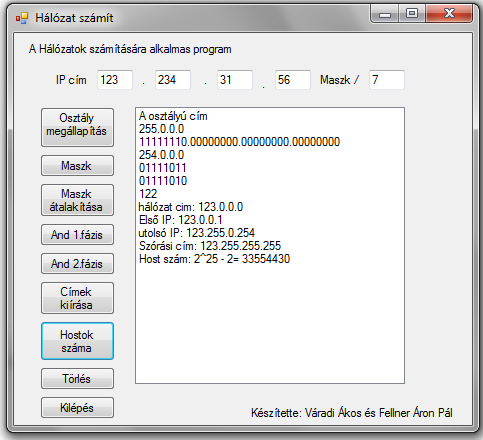 Hálózat számít
A Hálózatok számítására alkalmas program
IP cím 123 . 234 . 31 . 56 Maszk / 7
Osztály
megállapítás
Maszk
Maszk
átalakítása
And 1.fázis
And 2.fázis
Címek
kiírása
Hostok
száma
Törlés
Kilépés
A osztályú cím
255.0.0.0
11111110.00000000.00000000.00000000
254.0.0.0
01111011
01111010
122
hálózat cim: 123.0.0.0
Első IP: 123.0.0.1
utolsó IP: 123.255.0.254
Szórási cím: 123.255.255.255
Host szám: 2^25 - 2= 33554430
Készítette: Váradi Ákos és Fellner Áron Pál